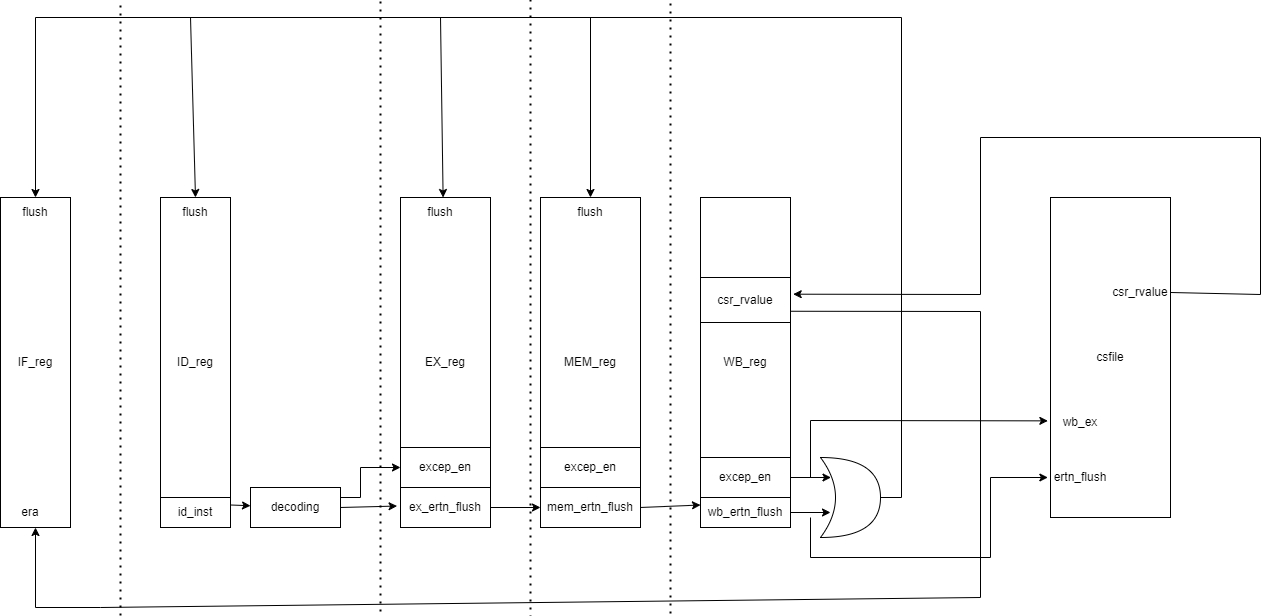 flush
flush
flush
flush
csr_rvalue
csr_rvalue
IF_reg
ID_reg
EX_reg
MEM_reg
WB_reg
csfile
wb_ex
excep_en
excep_en
excep_en
ertn_flush
era
id_inst
decoding
ex_ertn_flush
mem_ertn_flush
wb_ertn_flush